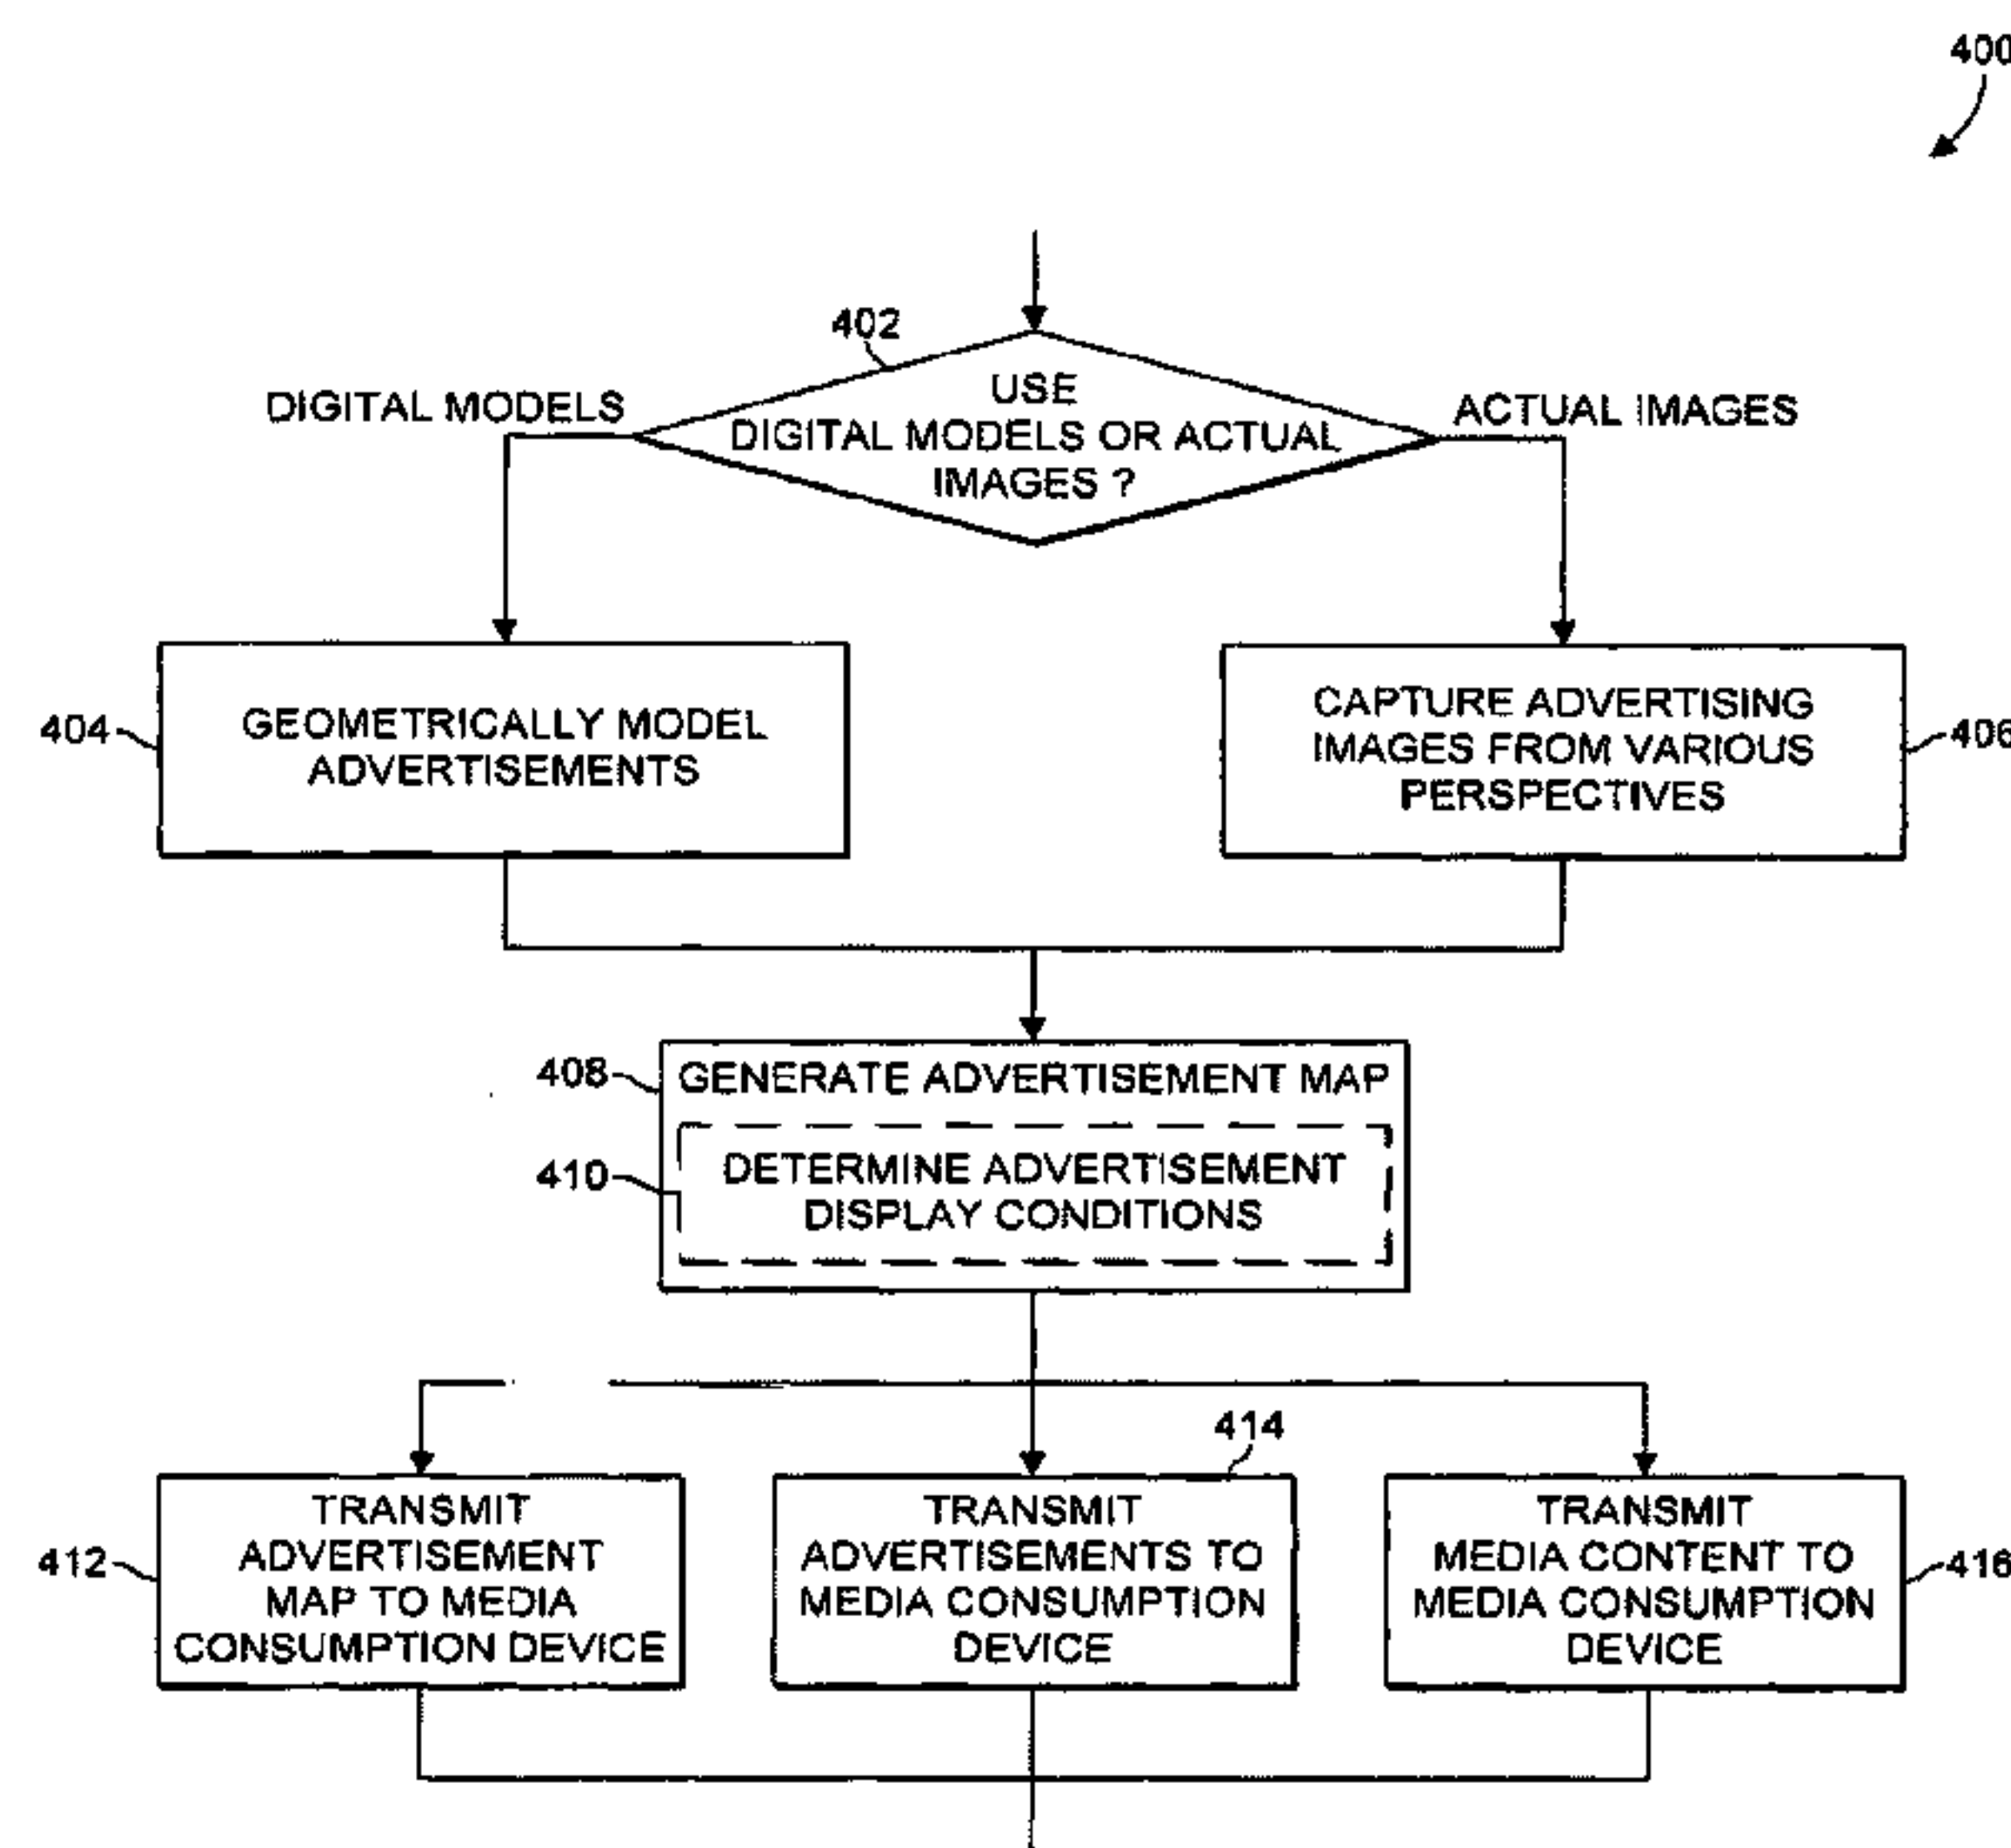 400
402
DIGITAL MODELS
USE
DIGITAL MODELS OR ACTUAL
IMAGES ?
ACTUAL IMAGES
404
GEOMETRICALLY MODEL
ADVERTISEMENTS
CAPTURE ADVERTISING
IMAGES FROM VARIOUS
PERSPECTIVES
406
408
GENERATE ADVERTISEMENT MAP
410
DETERMINE ADVERTISEMENT
DISPLAY CONDITIONS
412
TRANSMIT
ADVERTISEMENT
MAP TO MEDIA
CONSUMPTION DEVICE
414
TRANSMIT
ADVERTISEMENTS TO
MEDIA CONSUMPTION
DEVICE
TRANSMIT
MEDIA CONTENT TO
MEDIA CONSUMPTION
DEVICE
416